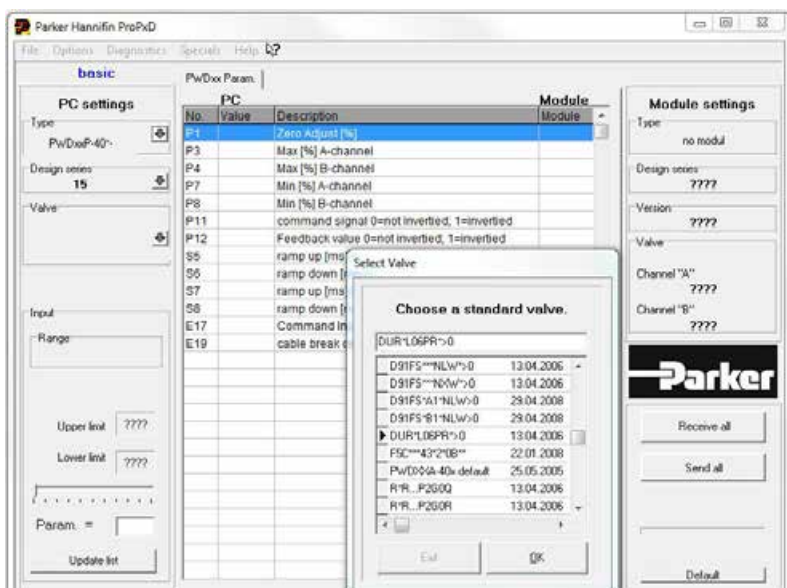 Parker Hannifin ProPxD
File Options Diagnostics Specials Help
basic
PC settings
Type
PWDxxP-40*-
Design series
15
Valve
Input
Range
Upper limit ????
Lower limit ????
Param. =
Update list
PWDxx Param.
PC Module
No. Value Description Module
P1 Zero Adjust [%]
P3 Max [%] A-channel
P4 Max [%] B-channel
P7 Min [%] A-channel
P8 Min [%] B-channel
P11 command signal 0=not invertied, 1=invertied
P12 Feedback value 0=not invertied, 1=invertied
S5 ramp up [ms]
S6 ramp down [
S7 ramp up [ms]
S8 ramp down [
E17 Command in
E19 cable break
Select Valve
Choose a standard valve.
DUR*L06PR*>0
D91FS***NLW*>0 13.04.2006
D91FS***NXW*>0 13.04.2006
D91FS*A1*NLW>0 29.04.2008
D91FS*B1*NLW>0 29.04.2008
DUR*L06PR*>0 13.04.2006
F5C***43*2*0B** 22.01.2008
PWDXXA-40x default 25.05.2005
R*R...P2G0Q 13.04.2006
R*R...P2G0R 13.04.2006
Exit OK
Module settings
Type
no modul
Design series
????
Version
????
Valve
Channel "A"
????
Channel "B"
????
Parker
Receive all
Send all
Default